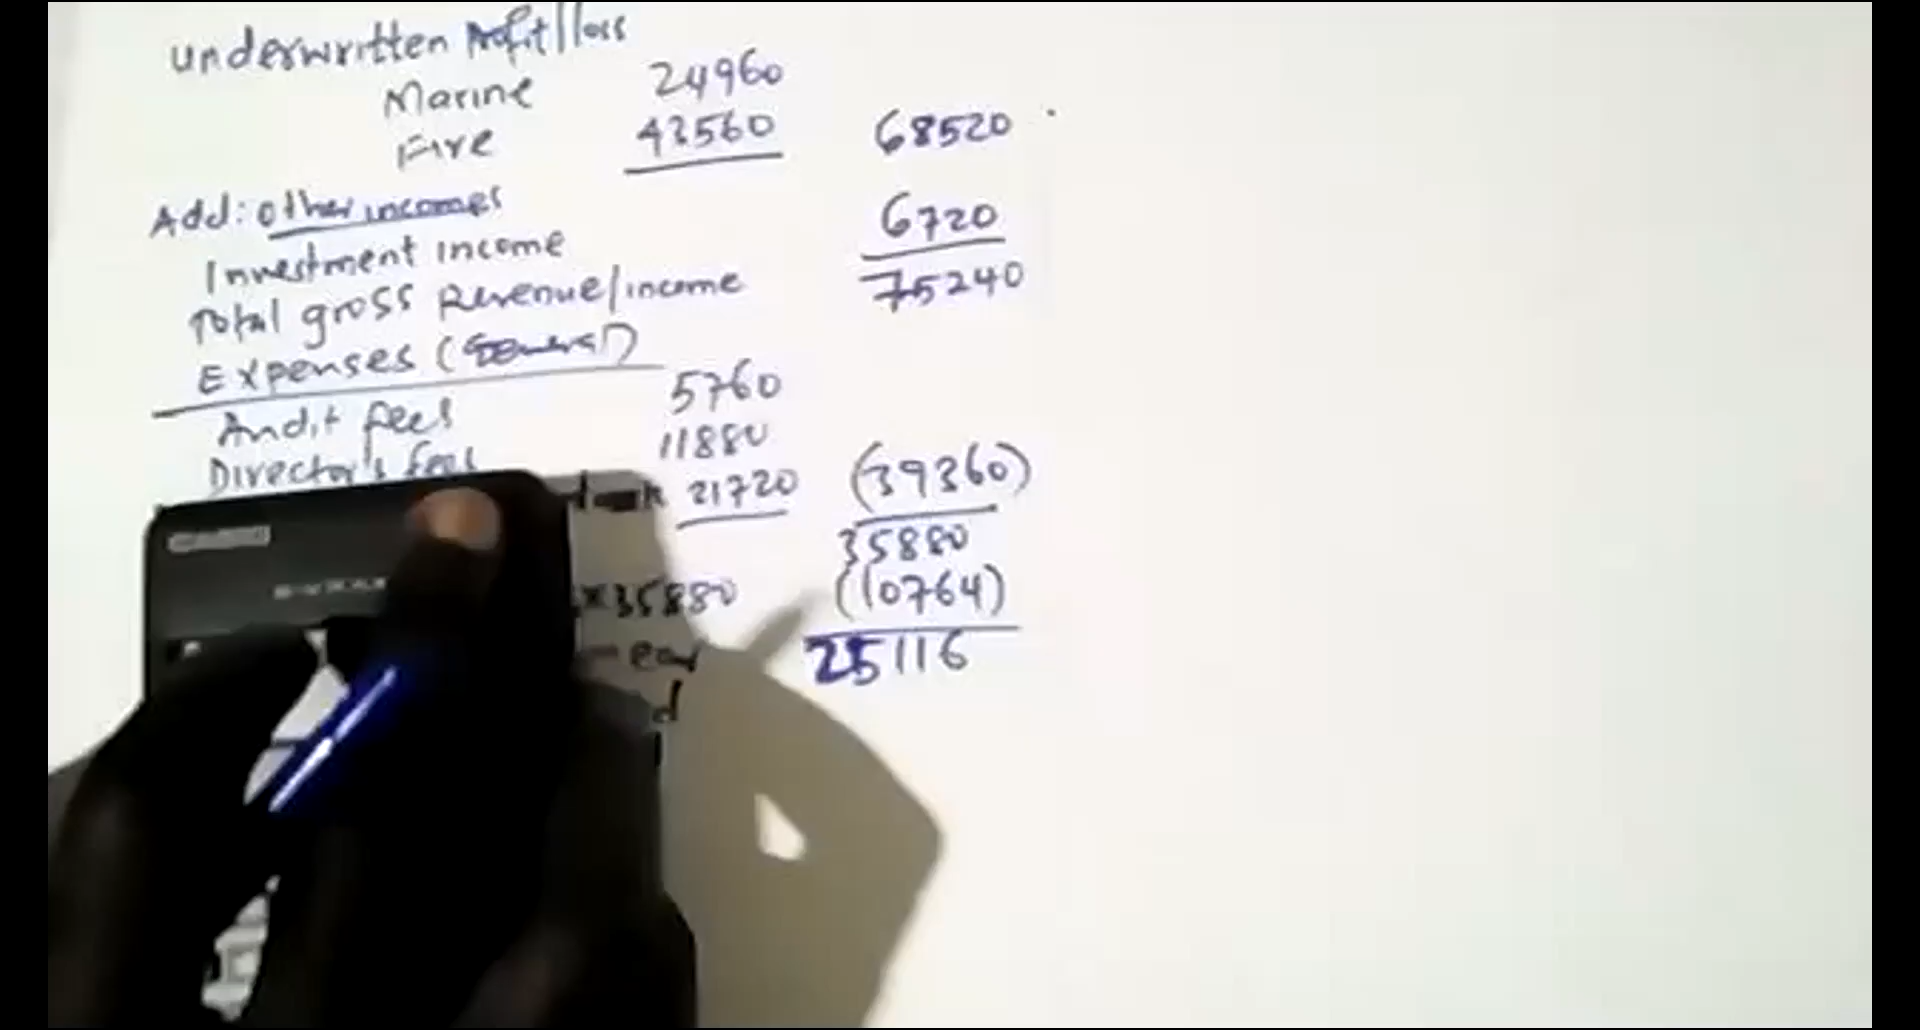 underwritten Profit/loss
Marine 24960
Fire 43560 68520
Add: other incomes
Investment income 6720
Total gross Revenue/income 75240
Expenses (General)
Audit fees 5760
Director's fees 11880
21720 (39360)
35880
x35880 (10764)
25116